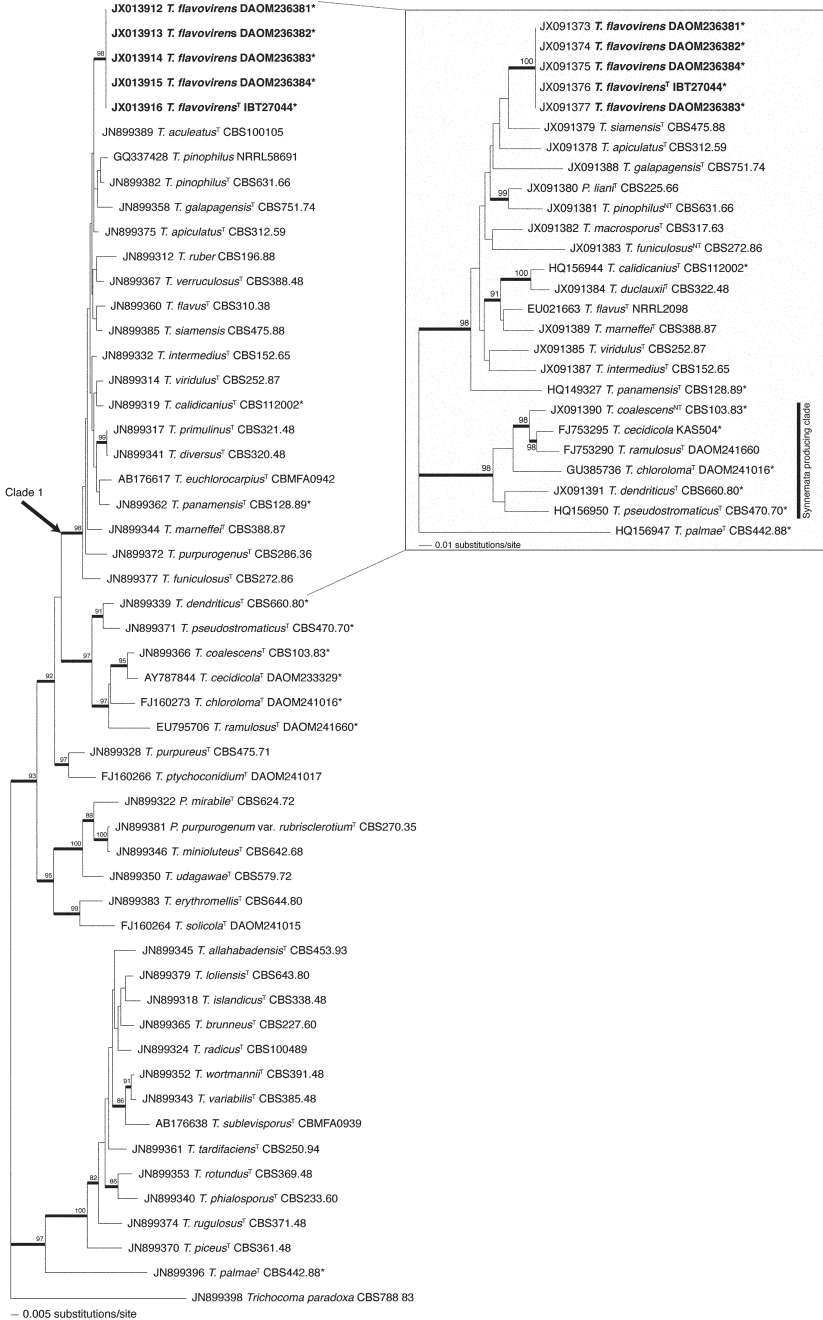 JX013912 T. flavovirens DAOM236381*
98
JX013913 T. flavovirens DAOM236382*
JX013914 T. flavovirens DAOM236383*
JX013915 T. flavovirens DAOM236384*
JX013916 T. flavovirensT IBT27044*
JN899389 T. aculeatusT CBS100105
GQ337428 T. pinophilus NRRL58691
JN899382 T. pinophilusT CBS631.66
JN899358 T. galapagensisT CBS751.74
JN899375 T. apiculatusT CBS312.59
JN899312 T. ruber CBS196.88
JN899367 T. verruculosusT CBS388.48
JN899360 T. flavusT CBS310.38
JN899385 T. siamensis CBS475.88
JN899332 T. intermediusT CBS152.65
JN899314 T. viridulusT CBS252.87
JN899319 T. calidicaniusT CBS112002*
JN899317 T. primulinusT CBS321.48
99
JN899341 T. diversusT CBS320.48
AB176617 T. euchlorocarpiusT CBMFA0942
JN899362 T. panamensisT CBS128.89*
Clade 1
98
JN899344 T. marneffeiT CBS388.87
JN899372 T. purpurogenusT CBS286.36
JN899377 T. funiculosusT CBS272.86
JN899339 T. dendriticusT CBS660.80*
91
JN899371 T. pseudostromaticusT CBS470.70*
97
JN899366 T. coalescensT CBS103.83*
95
AY787844 T. cecidicolaT DAOM233329*
97
FJ160273 T. chlorolomaT DAOM241016*
EU795706 T. ramulosusT DAOM241660*
92
JN899328 T. purpureusT CBS475.71
97
FJ160266 T. ptychoconidiumT DAOM241017
93
JN899322 P. mirabileT CBS624.72
88
JN899381 P. purpurogenum var. rubrisclerotiumT CBS270.35
100
JN899346 T. minioluteusT CBS642.68
100
JN899350 T. udagawaeT CBS579.72
95
JN899383 T. erythromellisT CBS644.80
99
FJ160264 T. solicolaT DAOM241015
JN899345 T. allahabadensisT CBS453.93
JN899379 T. loliensisT CBS643.80
JN899318 T. islandicusT CBS338.48
JN899365 T. brunneusT CBS227.60
JN899324 T. radicusT CBS100489
JN899352 T. wortmanniiT CBS391.48
91
JN899343 T. variabilisT CBS385.48
86
AB176638 T. sublevisporusT CBMFA0939
JN899361 T. tardifaciensT CBS250.94
JN899353 T. rotundusT CBS369.48
82
85
JN899340 T. phialosporusT CBS233.60
100
JN899374 T. rugulosusT CBS371.48
97
JN899370 T. piceusT CBS361.48
JN899396 T. palmaeT CBS442.88*
JN899398 Trichocoma paradoxa CBS788 83
0.005 substitutions/site
JX091373 T. flavovirens DAOM236381*
JX091374 T. flavovirens DAOM236382*
100
JX091375 T. flavovirens DAOM236384*
JX091376 T. flavovirensT IBT27044*
JX091377 T. flavovirens DAOM236383*
JX091379 T. siamensisT CBS475.88
JX091378 T. apiculatusT CBS312.59
JX091388 T. galapagensisT CBS751.74
JX091380 P. lianiT CBS225.66
99
JX091381 T. pinophilusNT CBS631.66
JX091382 T. macrosporusT CBS317.63
JX091383 T. funiculosusNT CBS272.86
HQ156944 T. calidicaniusT CBS112002*
100
JX091384 T. duclauxiiT CBS322.48
91
EU021663 T. flavusT NRRL2098
98
JX091389 T. marneffeiT CBS388.87
JX091385 T. viridulusT CBS252.87
JX091387 T. intermediusT CBS152.65
HQ149327 T. panamensisT CBS128.89*
JX091390 T. coalescensNT CBS103.83*
98
FJ753295 T. cecidicola KAS504*
98
FJ753290 T. ramulosusT DAOM241660
98
GU385736 T. chlorolomaT DAOM241016*
JX091391 T. dendriticusT CBS660.80*
HQ156950 T. pseudostromaticusT CBS470.70*
HQ156947 T. palmaeT CBS442.88*
Synnemata producing clade
0.01 substitutions/site